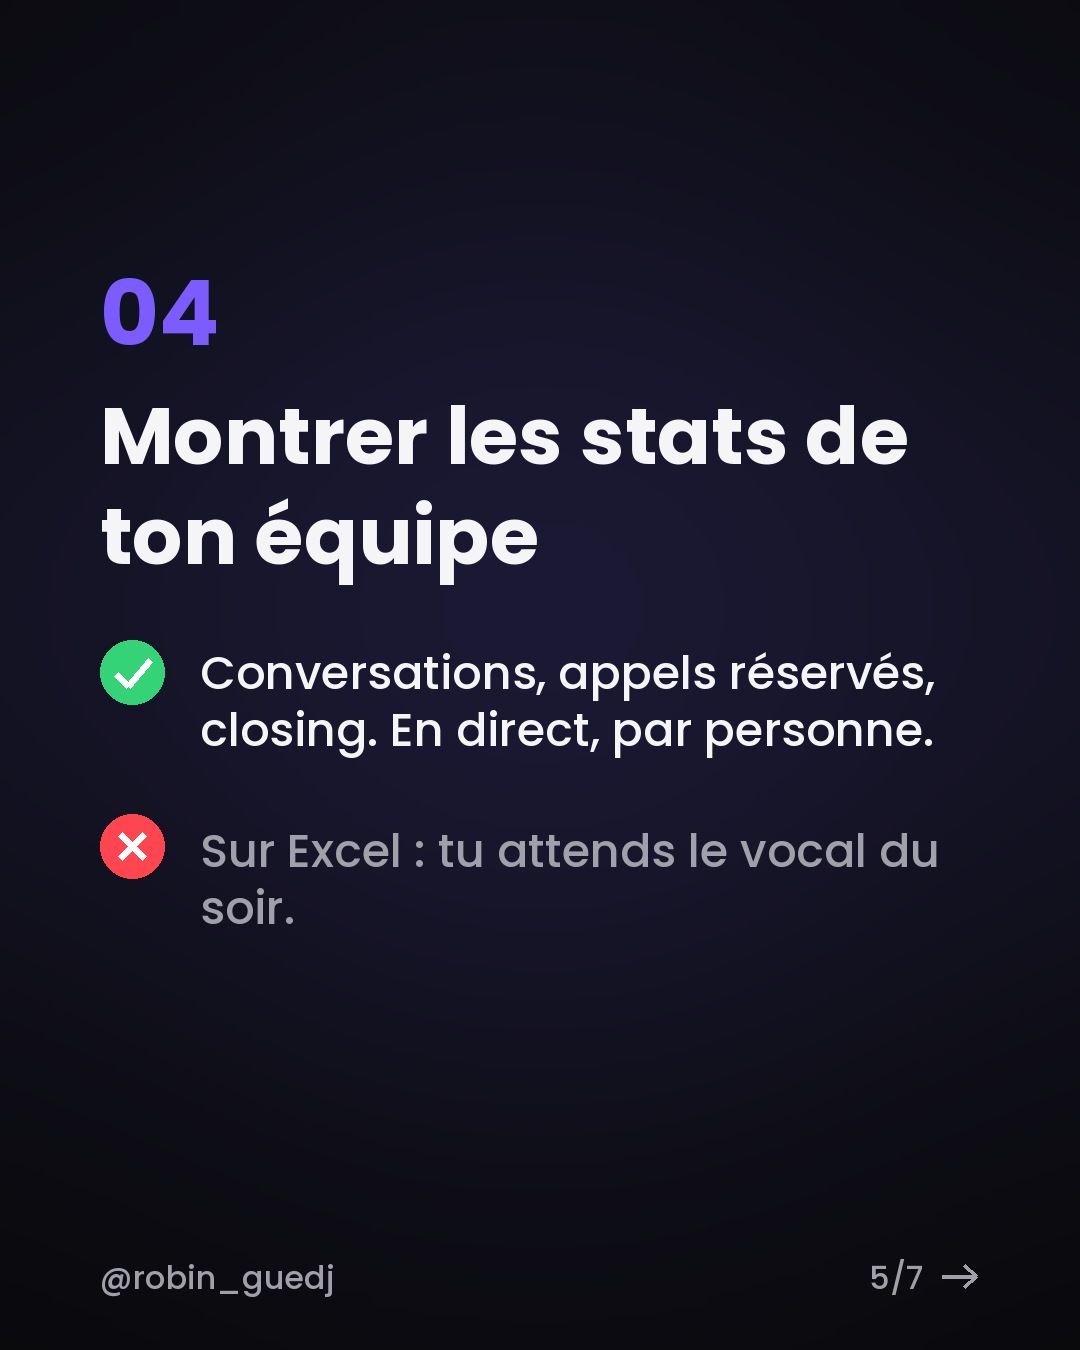 04
Montrer les stats de
ton équipe
Conversations, appels réservés,
closing. En direct, par personne.
Sur Excel : tu attends le vocal du
soir.
@robin_guedj
5/7 →